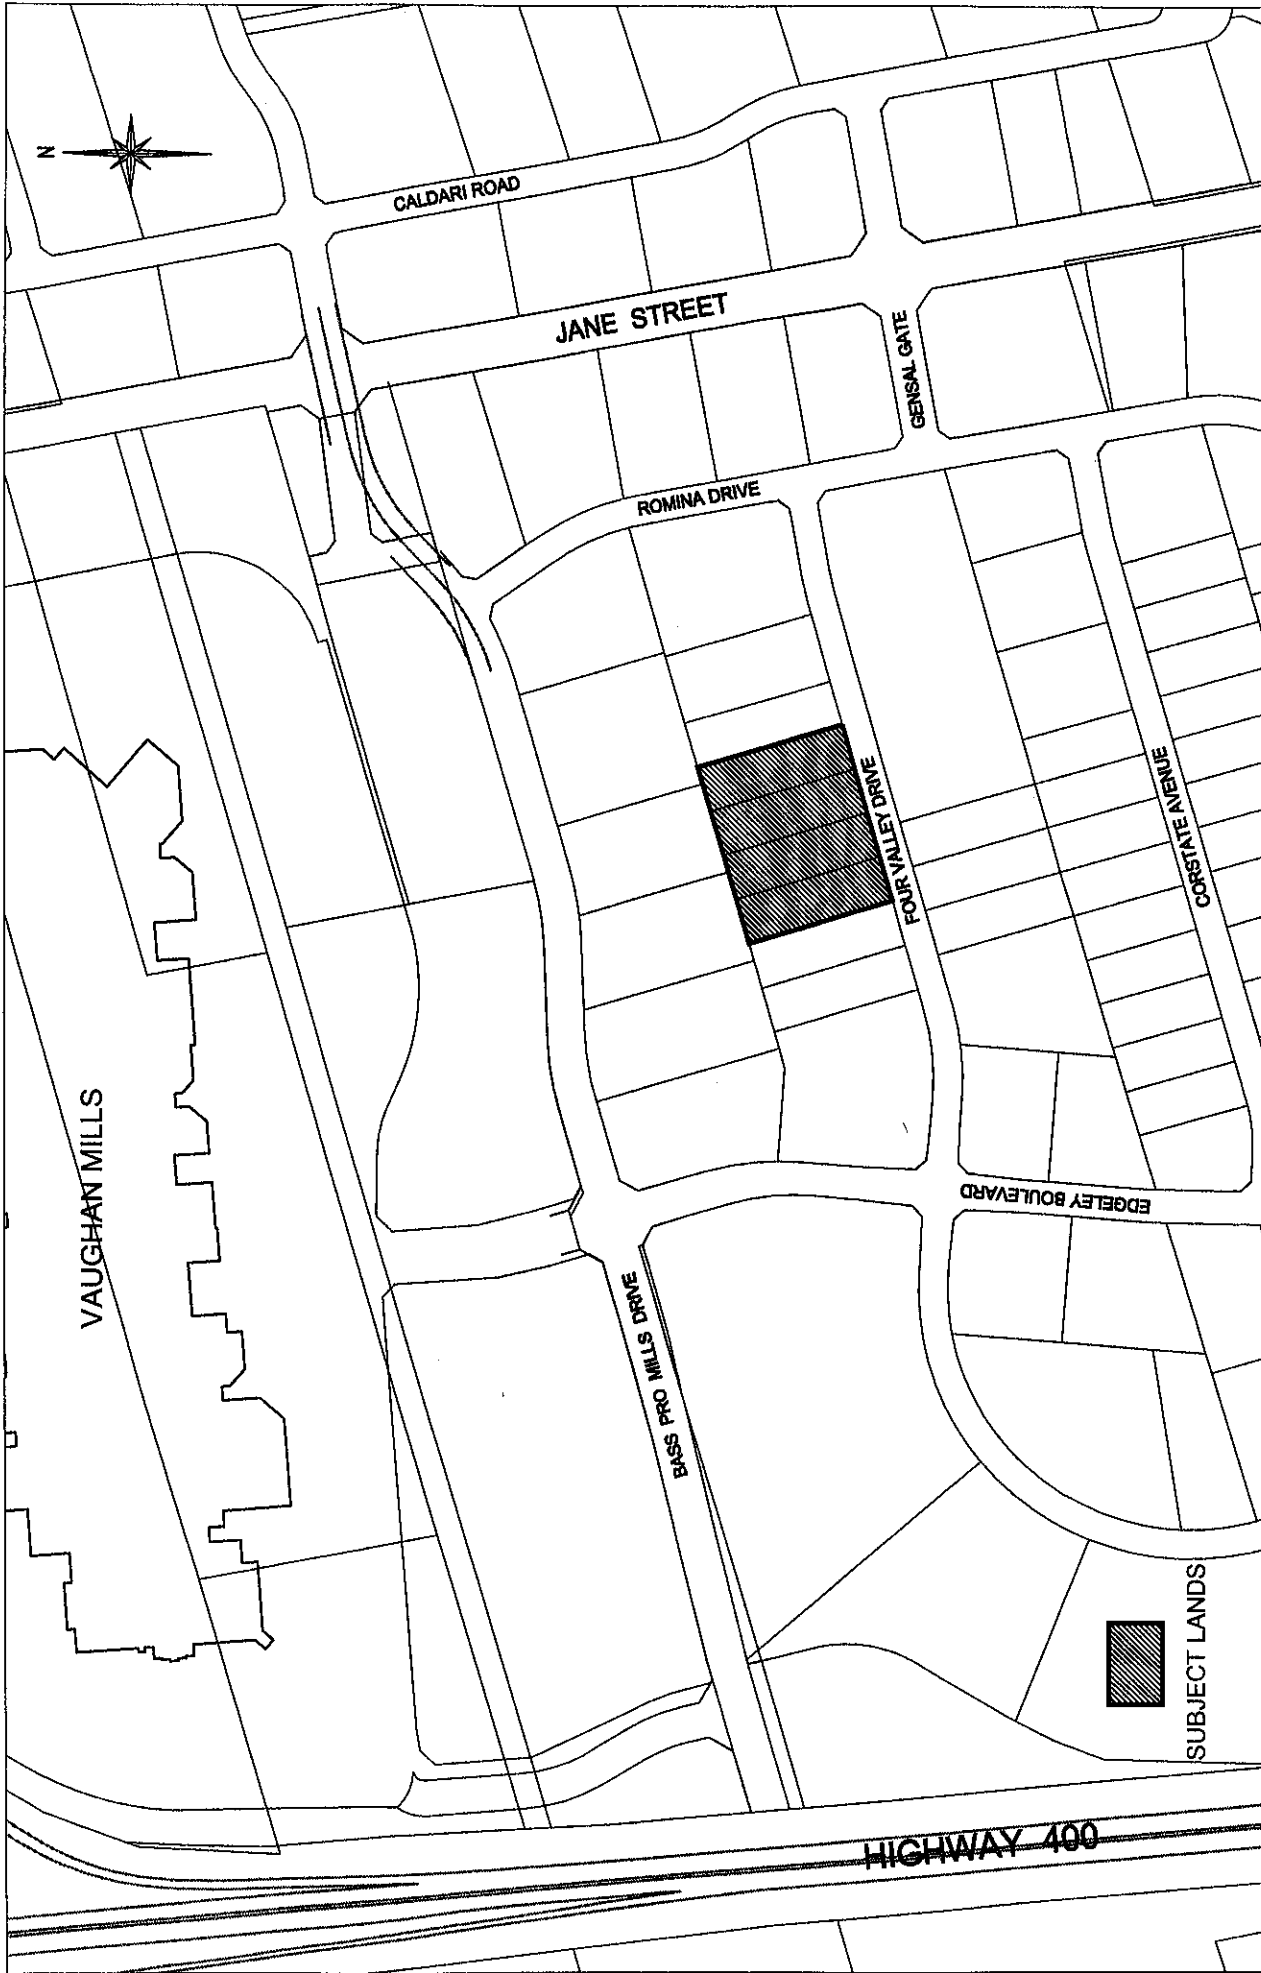 N
CALDARI ROAD
JANE STREET
GENSAL GATE
ROMINA DRIVE
FOUR VALLEY DRIVE
CORSTATE AVENUE
VAUGHAN MILLS
EDGELEY BOULEVARD
BASS PRO MILLS DRIVE
SUBJECT LANDS
HIGHWAY 400